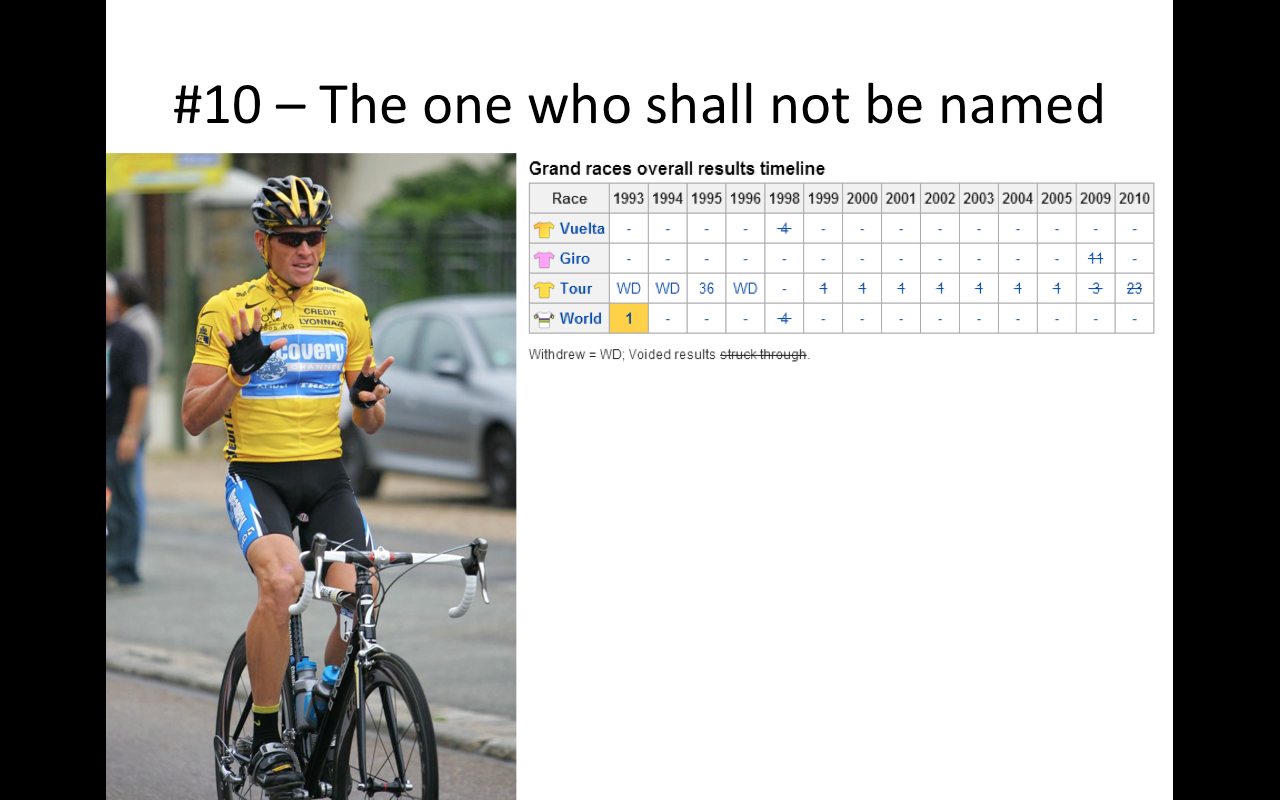 #10 – The one who shall not be named
Grand races overall results timeline
Race 1993 1994 1995 1996 1998 1999 2000 2001 2002 2003 2004 2005 2009 2010
Vuelta - - - - 4 - - - - - - - - -
Giro - - - - - - - - - - - - 11 -
Tour WD WD 36 WD - 1 1 1 1 1 1 1 3 23
World 1 - - - 4 - - - - - - - - -
Withdrew = WD; Voided results struck through.
CREDIT
LYONNAIS
covery
CHANNEL
TREK